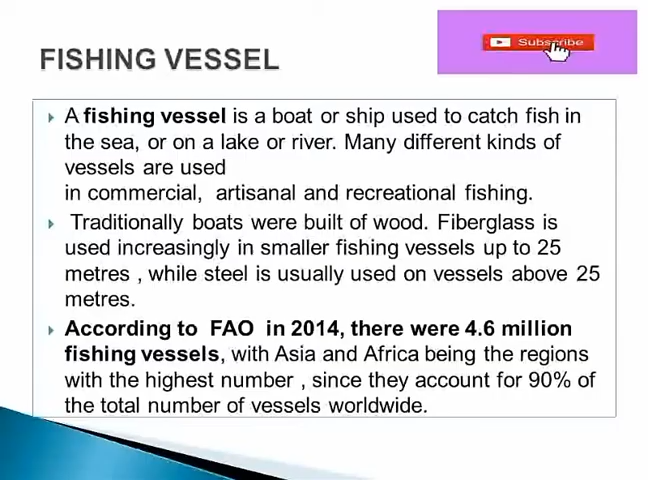 Subscribe
FISHING VESSEL
A fishing vessel is a boat or ship used to catch fish in
the sea, or on a lake or river. Many different kinds of
vessels are used
in commercial, artisanal and recreational fishing.
Traditionally boats were built of wood. Fiberglass is
used increasingly in smaller fishing vessels up to 25
metres , while steel is usually used on vessels above 25
metres.
According to FAO in 2014, there were 4.6 million
fishing vessels, with Asia and Africa being the regions
with the highest number , since they account for 90% of
the total number of vessels worldwide.